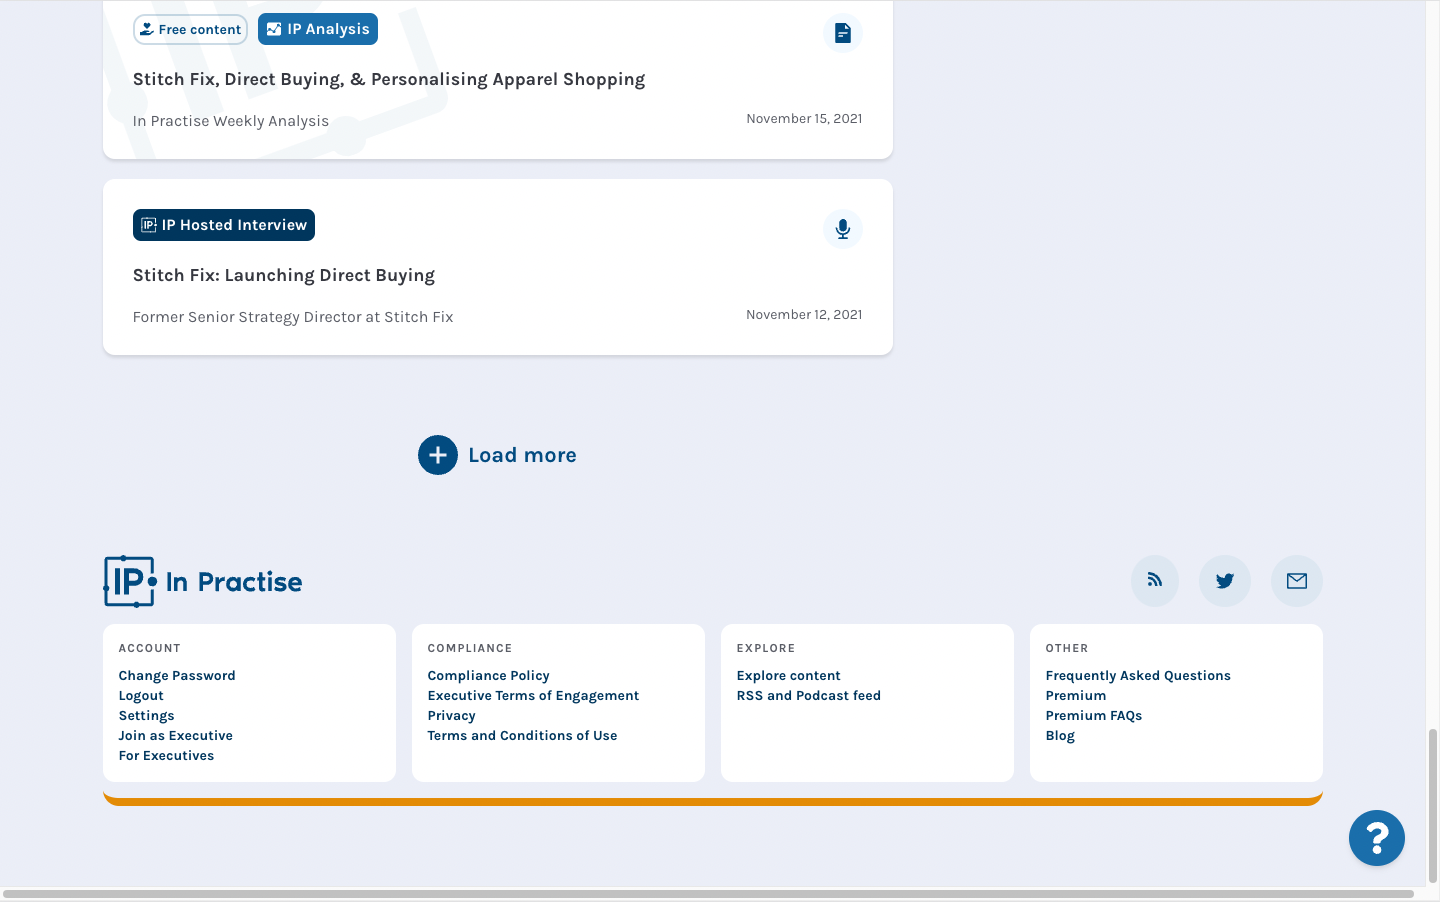 Free content
IP Analysis
Stitch Fix, Direct Buying, & Personalising Apparel Shopping
In Practise Weekly Analysis
November 15, 2021
IP IP Hosted Interview
Stitch Fix: Launching Direct Buying
Former Senior Strategy Director at Stitch Fix
November 12, 2021
Load more
IP In Practise
ACCOUNT
Change Password
Logout
Settings
Join as Executive
For Executives
COMPLIANCE
Compliance Policy
Executive Terms of Engagement
Privacy
Terms and Conditions of Use
EXPLORE
Explore content
RSS and Podcast feed
OTHER
Frequently Asked Questions
Premium
Premium FAQs
Blog
?